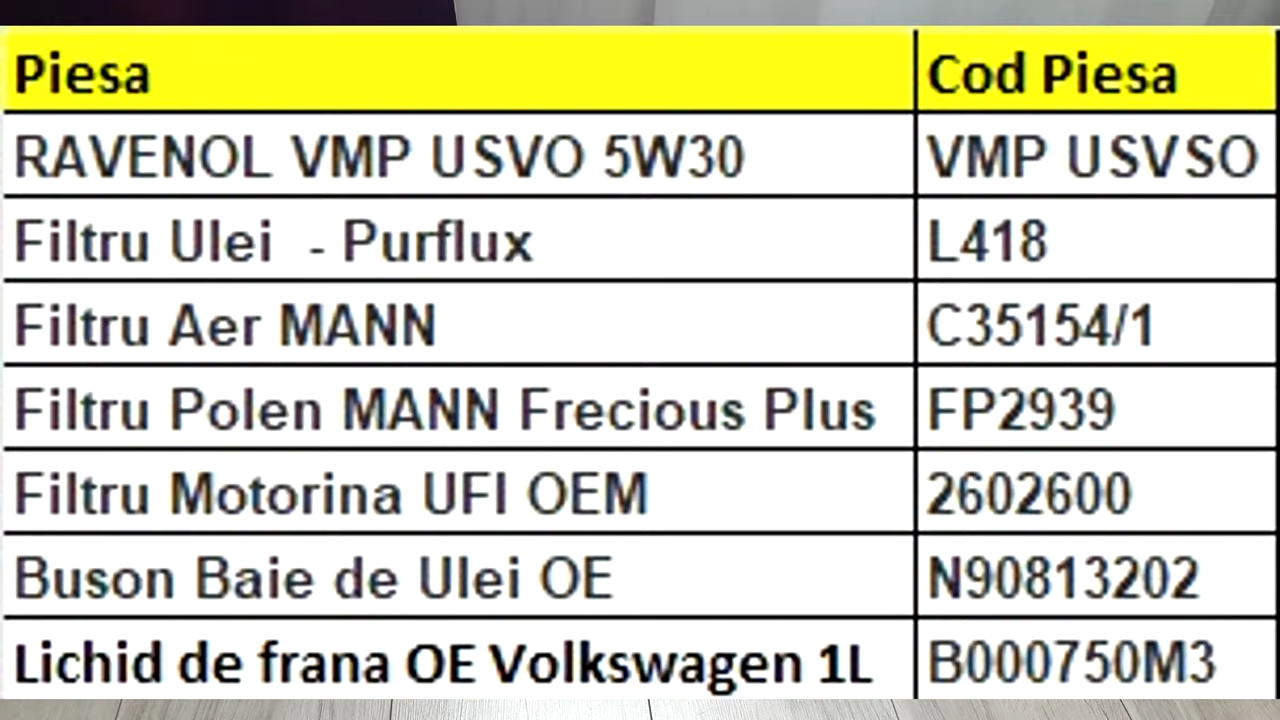 Piesa Cod Piesa
RAVENOL VMP USVO 5W30 VMP USVSO
Filtru Ulei - Purflux L418
Filtru Aer MANN C35154/1
Filtru Polen MANN Frecious Plus FP2939
Filtru Motorina UFI OEM 2602600
Buson Baie de Ulei OE N90813202
Lichid de frana OE Volkswagen 1L B000750M3